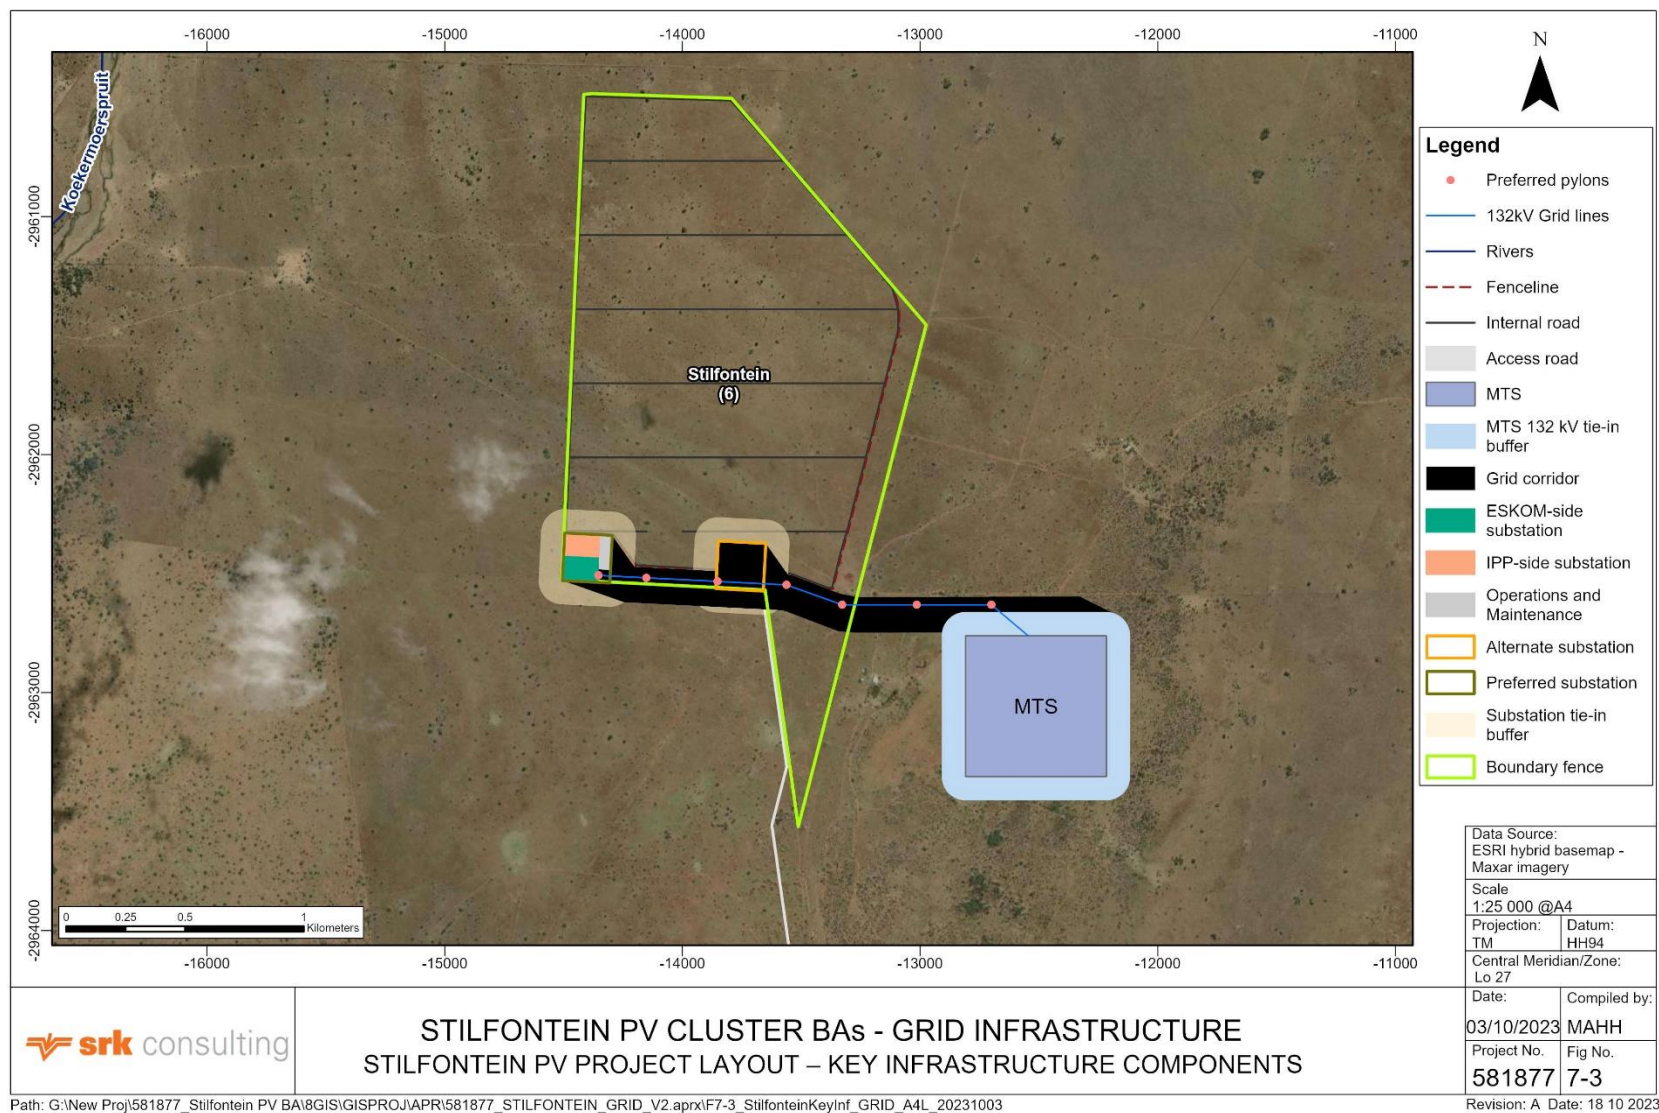 -16000 -15000 -14000 -13000 -12000 -11000
N
Koekermoerspruit
-2961000
-2962000
-2963000
-2964000
Stilfontein
(6)
MTS
0 0.25 0.5 1
Kilometers
-16000 -15000 -14000 -13000 -12000 -11000
Legend
Preferred pylons
132kV Grid lines
Rivers
Fenceline
Internal road
Access road
MTS
MTS 132 kV tie-in
buffer
Grid corridor
ESKOM-side
substation
IPP-side substation
Operations and
Maintenance
Alternate substation
Preferred substation
Substation tie-in
buffer
Boundary fence
Data Source:
ESRI hybrid basemap -
Maxar imagery
Scale
1:25 000 @A4
Projection: Datum:
TM HH94
Central Meridian/Zone:
Lo 27
Date: Compiled by:
03/10/2023 MAHH
Project No. Fig No.
581877 7-3
srk consulting
STILFONTEIN PV CLUSTER BAs - GRID INFRASTRUCTURE
STILFONTEIN PV PROJECT LAYOUT – KEY INFRASTRUCTURE COMPONENTS
Path: G:\New Proj\581877_Stilfontein PV BA\8GIS\GISPROJ\APR\581877_STILFONTEIN_GRID_V2.aprx\F7-3_StilfonteinKeyInf_GRID_A4L_20231003
Revision: A Date: 18 10 2023